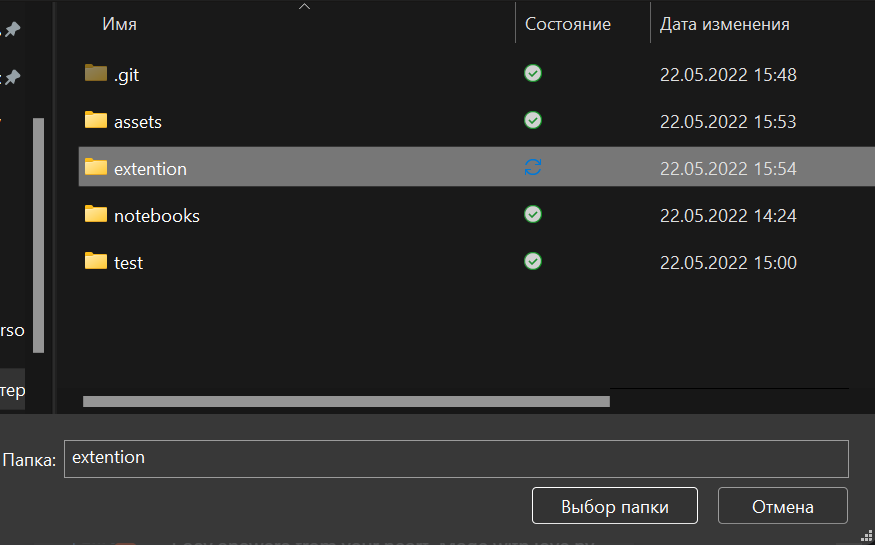 Имя Состояние Дата изменения
.git 22.05.2022 15:48
assets 22.05.2022 15:53
extention 22.05.2022 15:54
notebooks 22.05.2022 14:24
test 22.05.2022 15:00
rso
тер
Папка: extention
Выбор папки Отмена